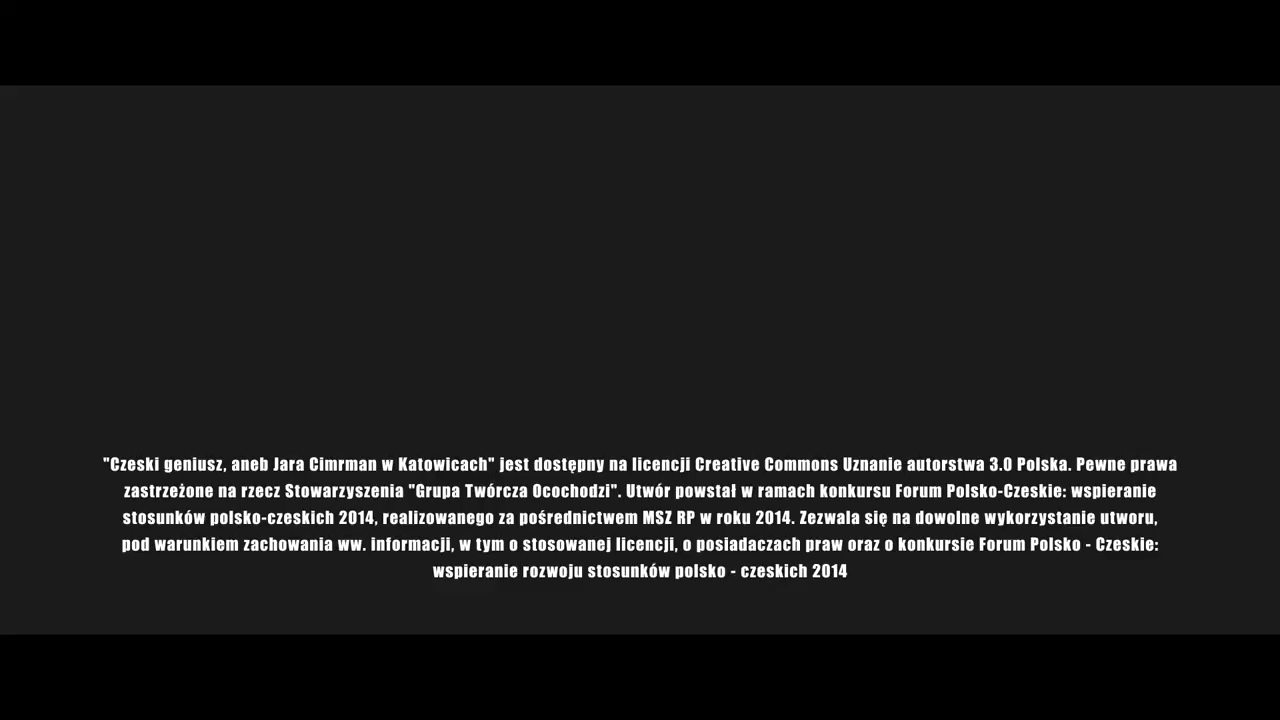 "Czeski geniusz, aneb Jara Cimrman w Katowicach" jest dostępny na licencji Creative Commons Uznanie autorstwa 3.0 Polska. Pewne prawa
zastrzeżone na rzecz Stowarzyszenia "Grupa Twórcza Ocochodzi". Utwór powstał w ramach konkursu Forum Polsko-Czeskie: wspieranie
stosunków polsko-czeskich 2014, realizowanego za pośrednictwem MSZ RP w roku 2014. Zezwala się na dowolne wykorzystanie utworu,
pod warunkiem zachowania ww. informacji, w tym o stosowanej licencji, o posiadaczach praw oraz o konkursie Forum Polsko - Czeskie:
wspieranie rozwoju stosunków polsko - czeskich 2014